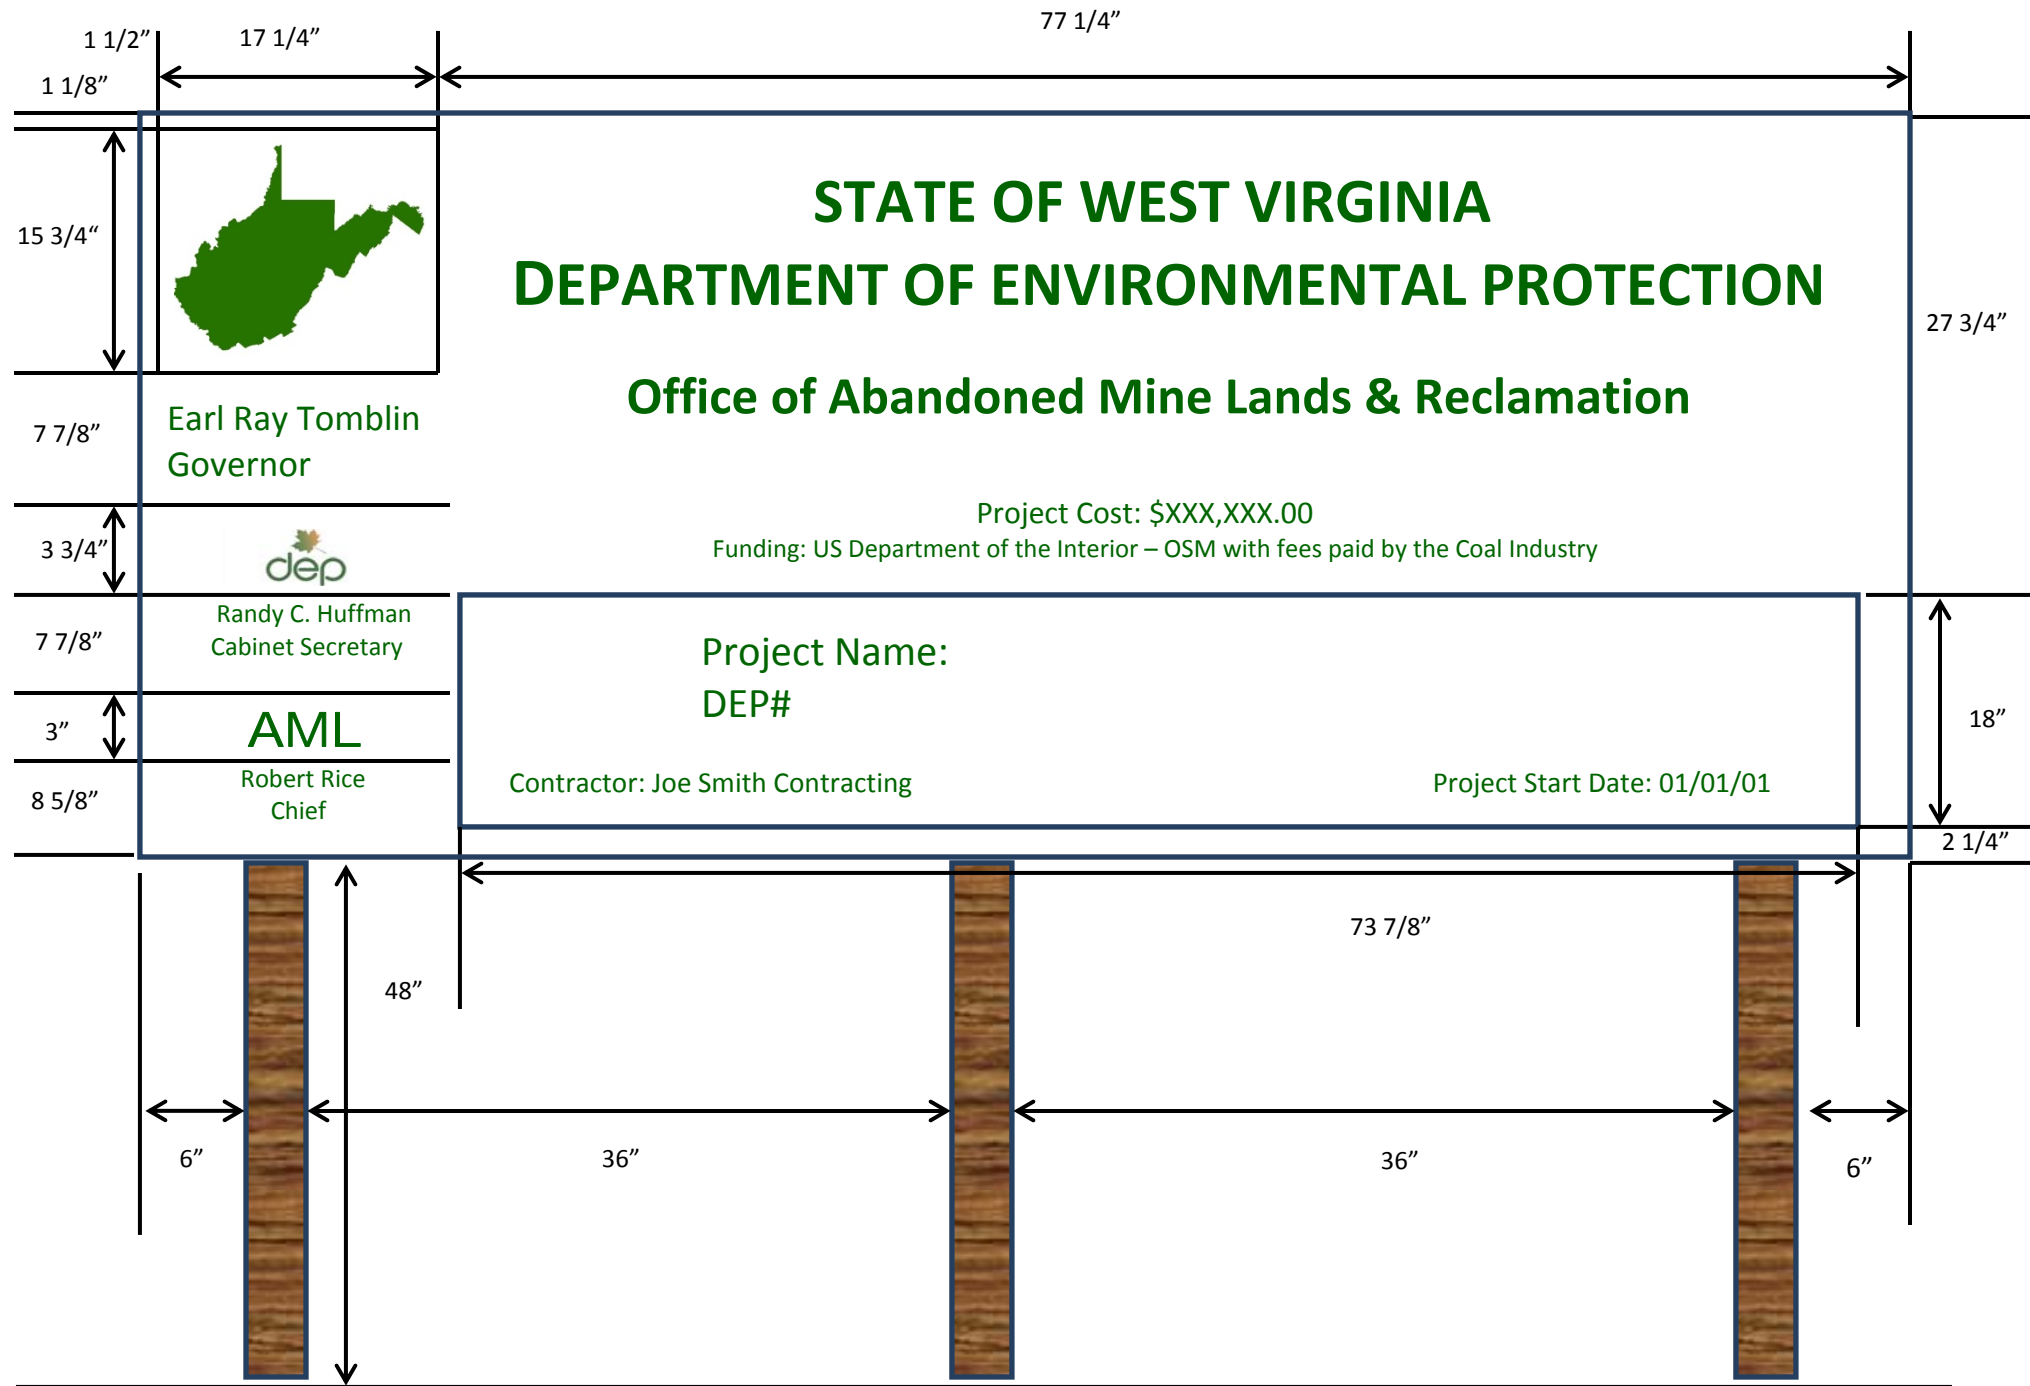 77 1/4”
1 1/2”
17 1/4”
1 1/8”
STATE OF WEST VIRGINIA
15 3/4“
DEPARTMENT OF ENVIRONMENTAL PROTECTION
27 3/4”
Office of Abandoned Mine Lands & Reclamation
Earl Ray Tomblin
7 7/8”
Governor
Project Cost: $XXX,XXX.00
3 3/4”
Funding: US Department of the Interior – OSM with fees paid by the Coal Industry
dep
Randy C. Huffman
7 7/8”
Cabinet Secretary
Project Name:
DEP#
18”
3”
AML
Robert Rice
Contractor: Joe Smith Contracting
Project Start Date: 01/01/01
8 5/8”
Chief
2 1/4”
73 7/8”
48”
6”
36”
36”
6”